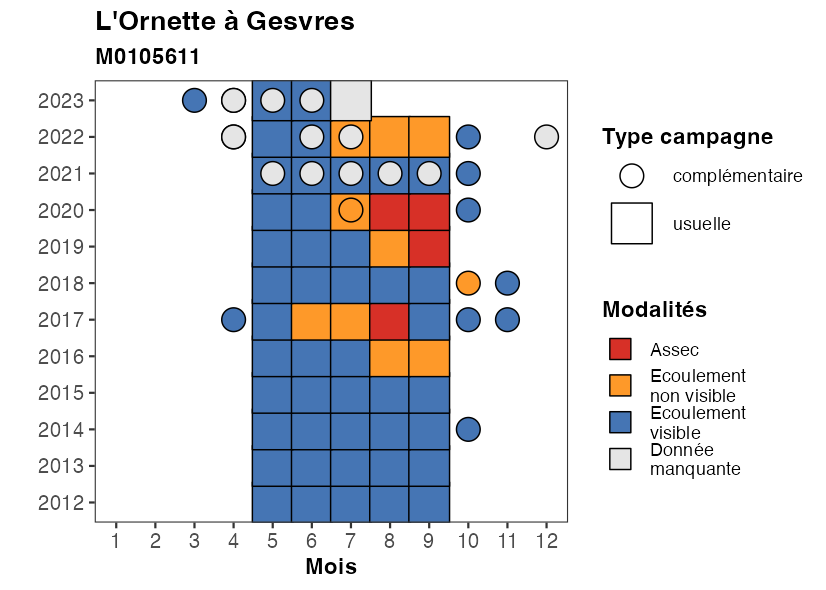 L'Ornette à Gesvres
M0105611
2023
2022
2021
2020
2019
2018
2017
2016
2015
2014
2013
2012
1 2 3 4 5 6 7 8 9 10 11 12
Mois
Type campagne
complémentaire
usuelle
Modalités
Assec
Ecoulement
non visible
Ecoulement
visible
Donnée
manquante